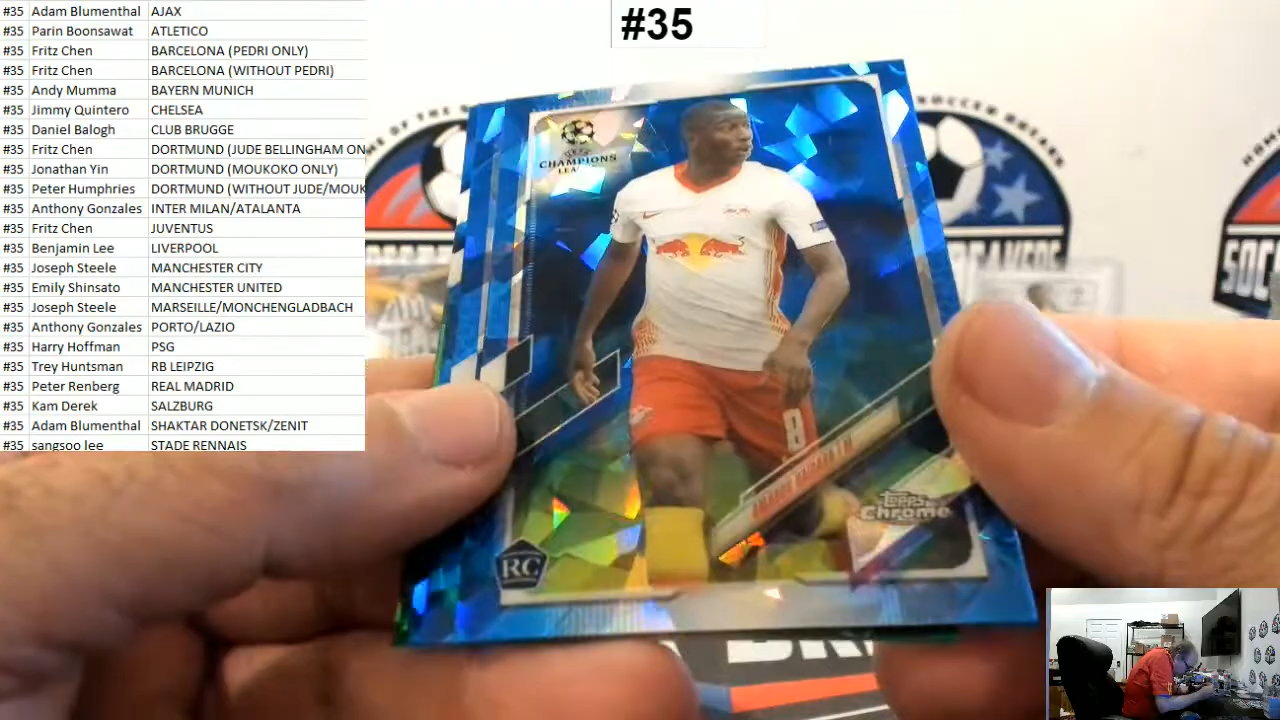 #35 Adam Blumenthal AJAX
#35 Parin Boonsawat ATLETICO
#35 Fritz Chen BARCELONA (PEDRI ONLY)
#35 Fritz Chen BARCELONA (WITHOUT PEDRI)
#35 Andy Mumma BAYERN MUNICH
#35 Jimmy Quintero CHELSEA
#35 Daniel Balogh CLUB BRUGGE
#35 Fritz Chen DORTMUND (JUDE BELLINGHAM ON
#35 Jonathan Yin DORTMUND (MOUKOKO ONLY)
#35 Peter Humphries DORTMUND (WITHOUT JUDE/MOUK
#35 Anthony Gonzales INTER MILAN/ATALANTA
#35 Fritz Chen JUVENTUS
#35 Benjamin Lee LIVERPOOL
#35 Joseph Steele MANCHESTER CITY
#35 Emily Shinsato MANCHESTER UNITED
#35 Joseph Steele MARSEILLE/MONCHENGLADBACH
#35 Anthony Gonzales PORTO/LAZIO
#35 Harry Hoffman PSG
#35 Trey Huntsman RB LEIPZIG
#35 Peter Renberg REAL MADRID
#35 Kam Derek SALZBURG
#35 Adam Blumenthal SHAKTAR DONETSK/ZENIT
#35 sangsoo lee STADE RENNAIS
#35
CHAMPIONS
8
Topps
Chrome
RC